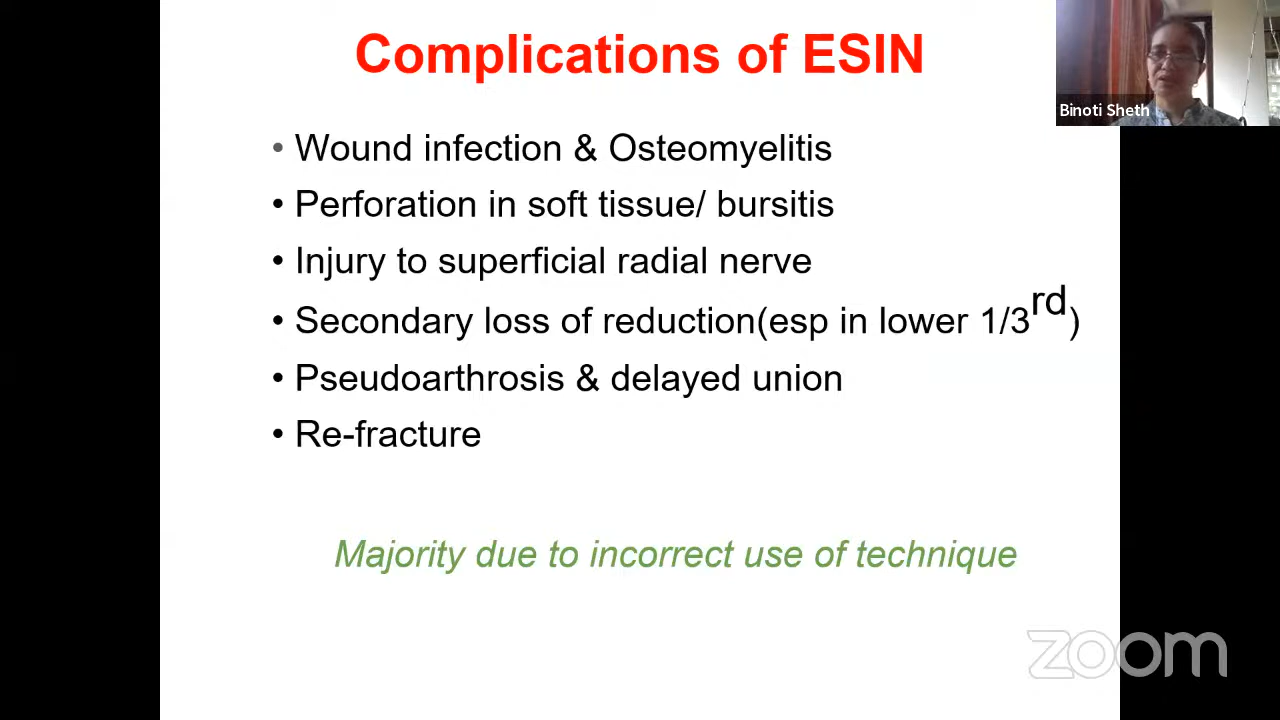 Complications of ESIN
Binoti Sheth
• Wound infection & Osteomyelitis
• Perforation in soft tissue/ bursitis
• Injury to superficial radial nerve
• Secondary loss of reduction(esp in lower 1/3rd)
• Pseudoarthrosis & delayed union
• Re-fracture
Majority due to incorrect use of technique
zoom